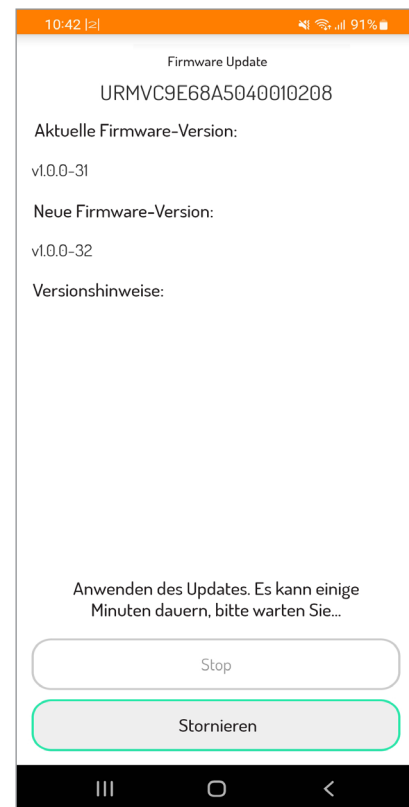 10:42 |2| 91%
Firmware Update
URMVC9E68A5040010208
Aktuelle Firmware-Version:
v1.0.0-31
Neue Firmware-Version:
v1.0.0-32
Versionshinweise:
Anwenden des Updates. Es kann einige
Minuten dauern, bitte warten Sie...
Stop
Stornieren